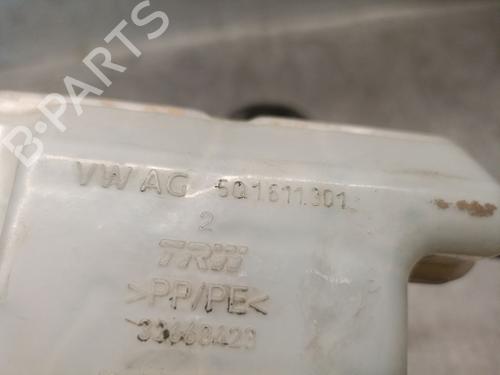 B-PARTS
VW AG 5Q1611301
2
TRW
>PP/PE<